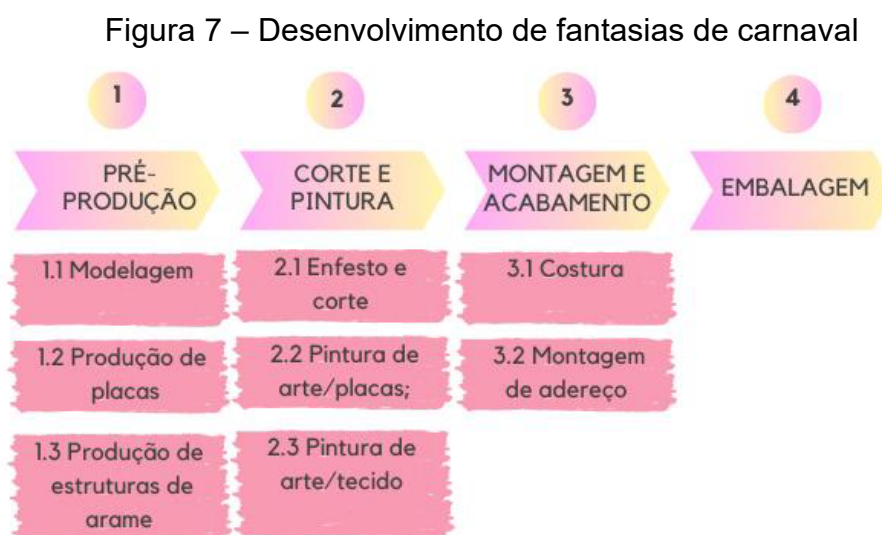 Figura 7 – Desenvolvimento de fantasias de carnaval
1
2
3
4
PRÉ-
PRODUÇÃO
CORTE E
PINTURA
MONTAGEM E
ACABAMENTO
EMBALAGEM
1.1 Modelagem
2.1 Enfesto e
corte
3.1 Costura
1.2 Produção de
placas
2.2 Pintura de
arte/placas;
3.2 Montagem
de adereço
1.3 Produção de
estruturas de
arame
2.3 Pintura de
arte/tecido